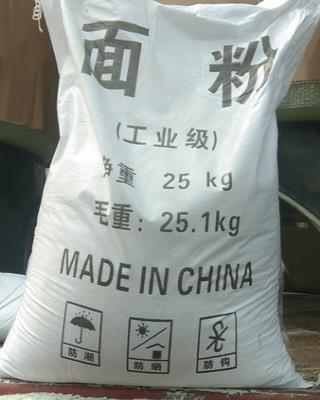 面粉
(工业级)
净重 25 kg
毛重：25.1kg
MADE IN CHINA
防潮 防晒 防钩